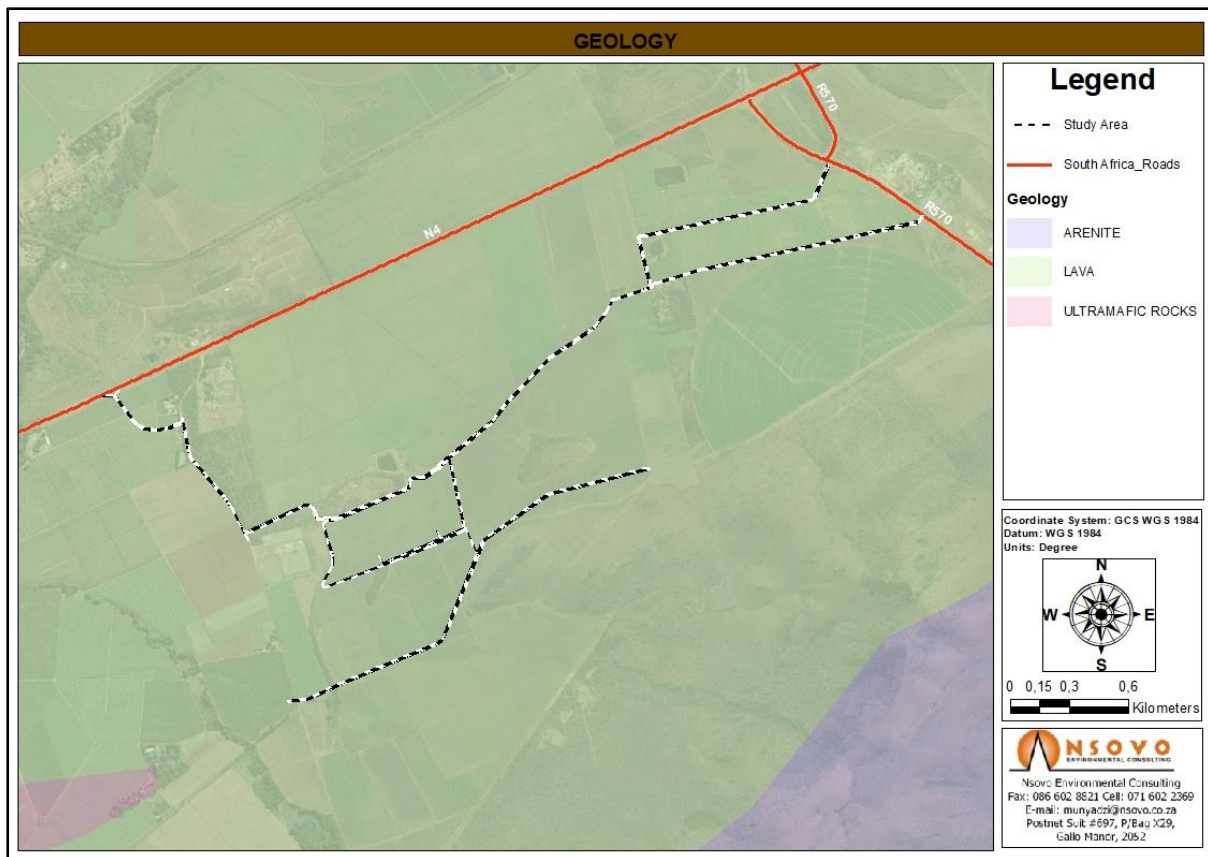 GEOLOGY
R570
N4
R570
Legend
Study Area
South Africa_Roads
Geology
ARENITE
LAVA
ULTRAMAFIC ROCKS
Coordinate System: GCS WGS 1984
Datum: WGS 1984
Units: Degree
N
W E
S
0 0,15 0,3 0,6
Kilometers
NSOVO
ENVIRONMENTAL CONSULTING
Nsovo Environmental Consulting
Fax: 086 602 8821 Cell: 071 602 2369
E-mail: munyadzi@nsovo.co.za
Postnet Suit #697, P/Bag X29,
Gallo Manor, 2052